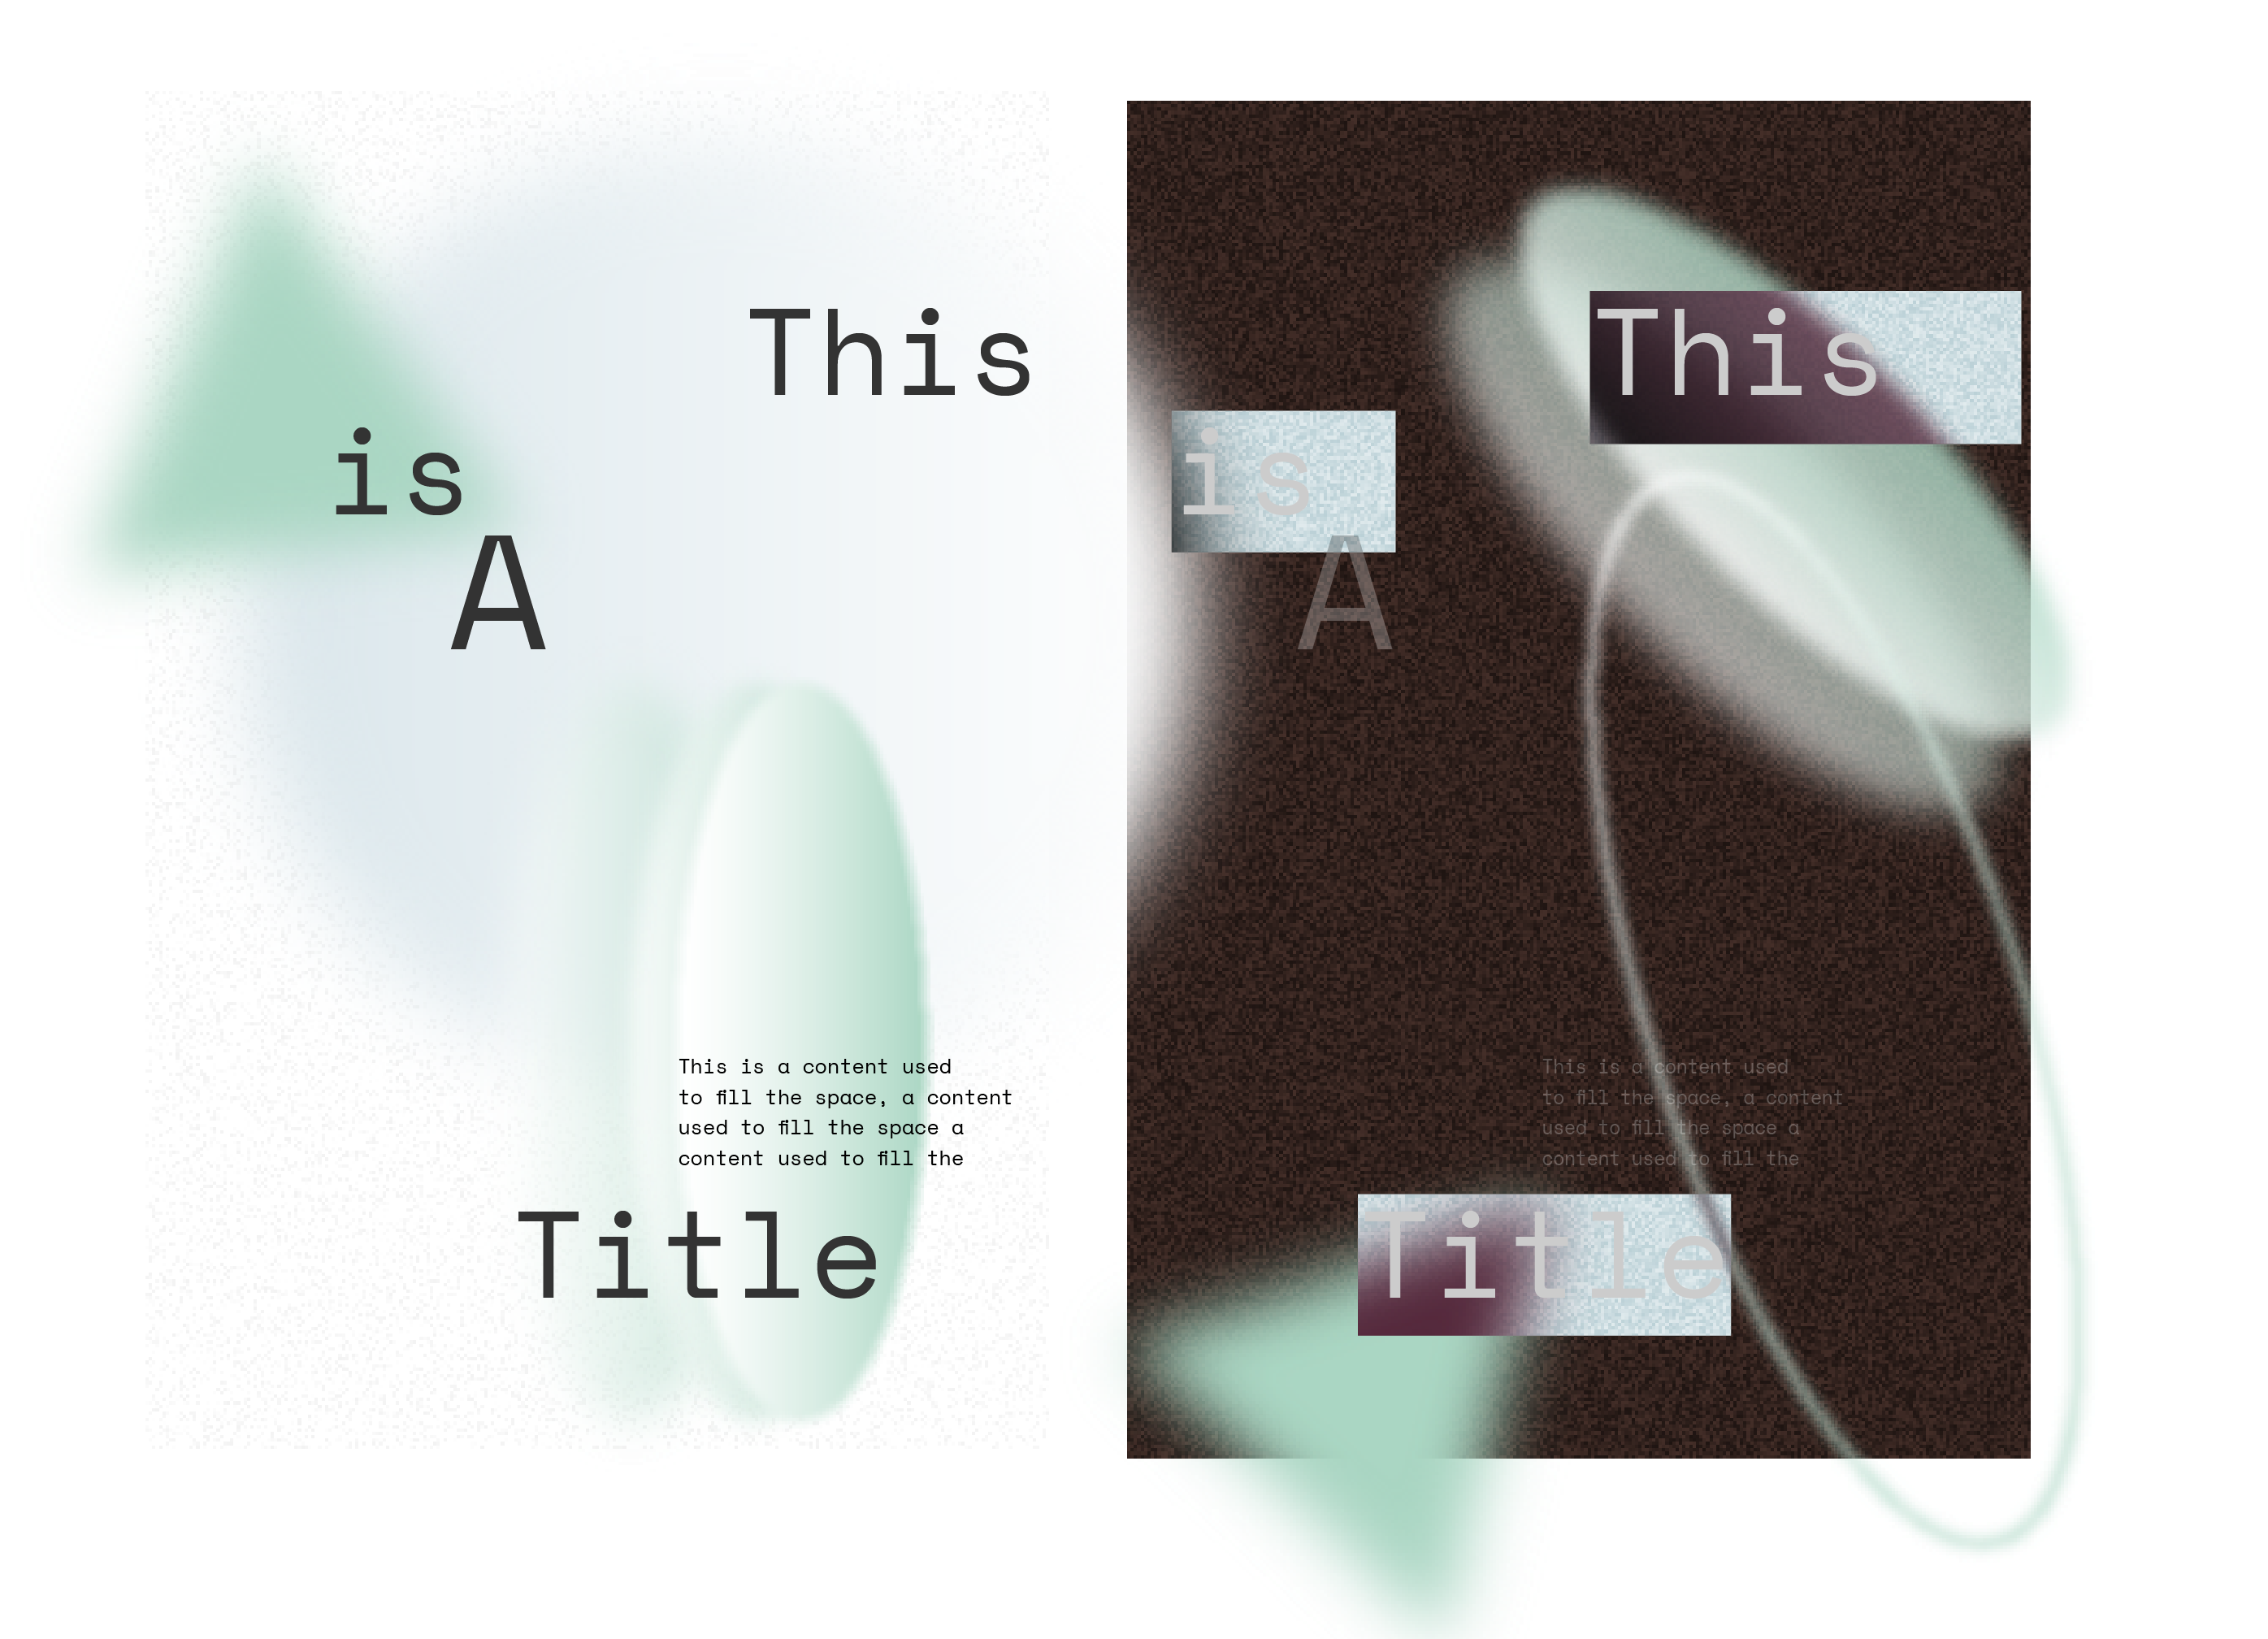 This
is
A
This is a content used
to fill the space, a content
used to fill the space a
content used to fill the
Title
This
is
A
This is a content used
to fill the space, a content
used to fill the space a
content used to fill the
Title